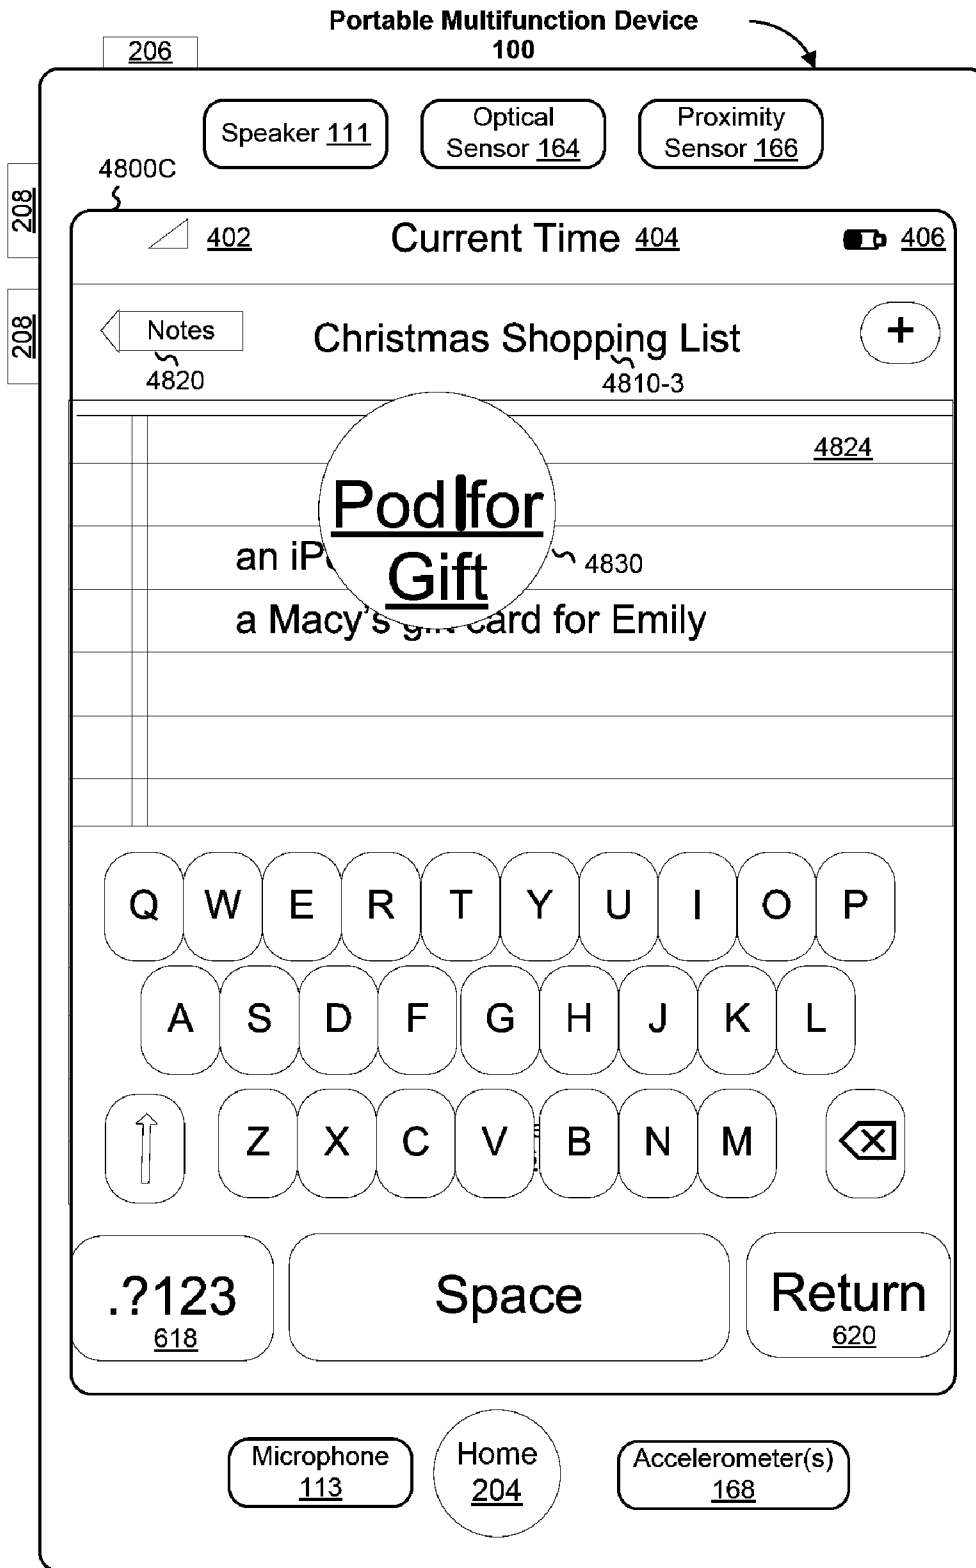 Portable Multifunction Device
100
206
Speaker 111
Optical
Sensor 164
Proximity
Sensor 166
4800C
208
402
Current Time 404
406
208
Notes
Christmas Shopping List
+
4820
4810-3
4824
Pod for
Gift
an iP
4830
a Macy's gift card for Emily
Q W E R T Y U I O P
A S D F G H J K L
Z X C V B N M
.?123
618
Space
Return
620
Microphone
113
Home
204
Accelerometer(s)
168